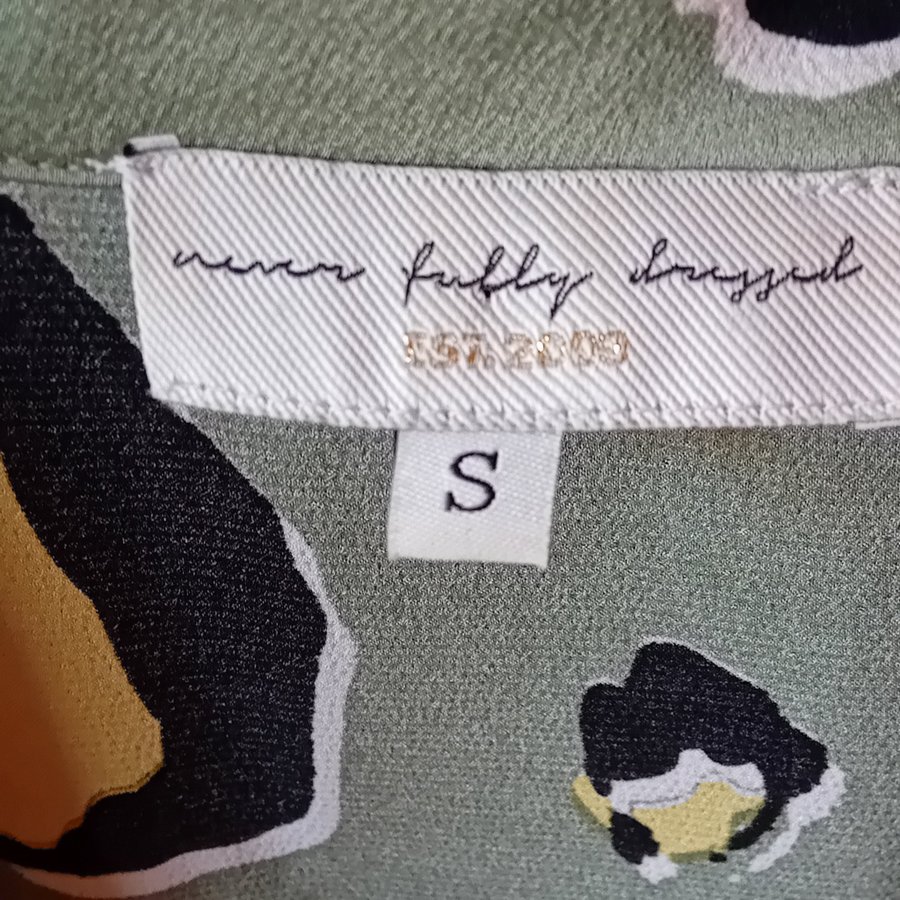 never fully dressed
EST. 2009
S